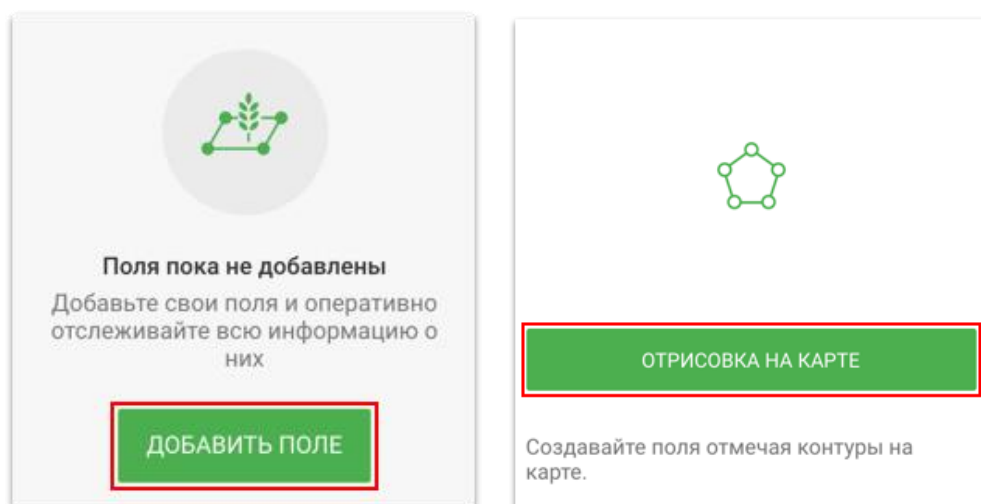 Поля пока не добавлены
Добавьте свои поля и оперативно
отслеживайте всю информацию о
них
ДОБАВИТЬ ПОЛЕ
ОТРИСОВКА НА КАРТЕ
Создавайте поля отмечая контуры на
карте.